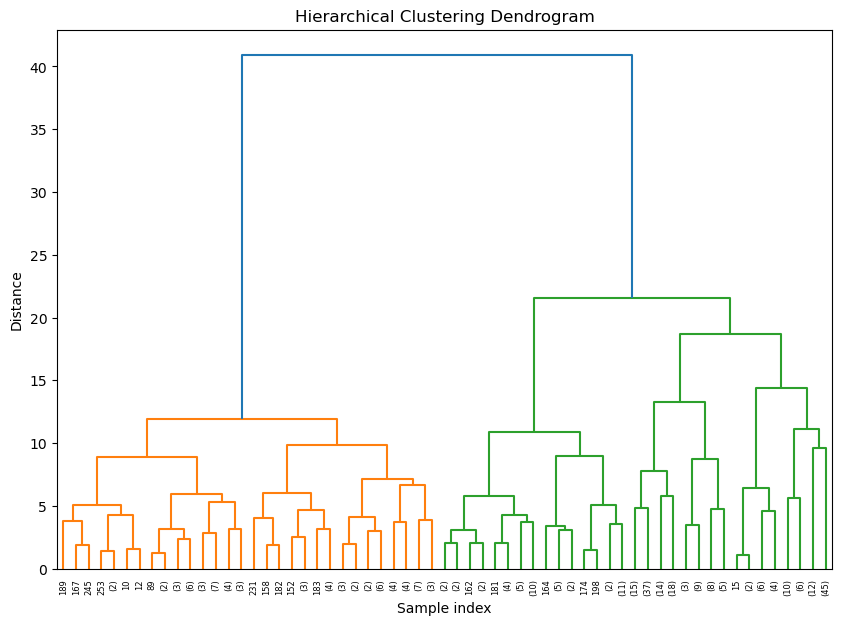 Hierarchical Clustering Dendrogram
40
35
30
25
20
15
10
5
0
Distance
189 167 245 253 (2) 10 12 89 (2) (3) (6) (3) (7) (4) (3) 231 158 182 152 (3) 183 (4) (3) (2) (2) (6) (4) (4) (7) (3) (2) (2) 162 (2) 181 (4) (5) (10) 164 (5) (2) 174 198 (2) (11) (15) (37) (14) (18) (3) (9) (8) (5) 15 (2) (6) (4) (10) (6) (12) (45)
Sample index